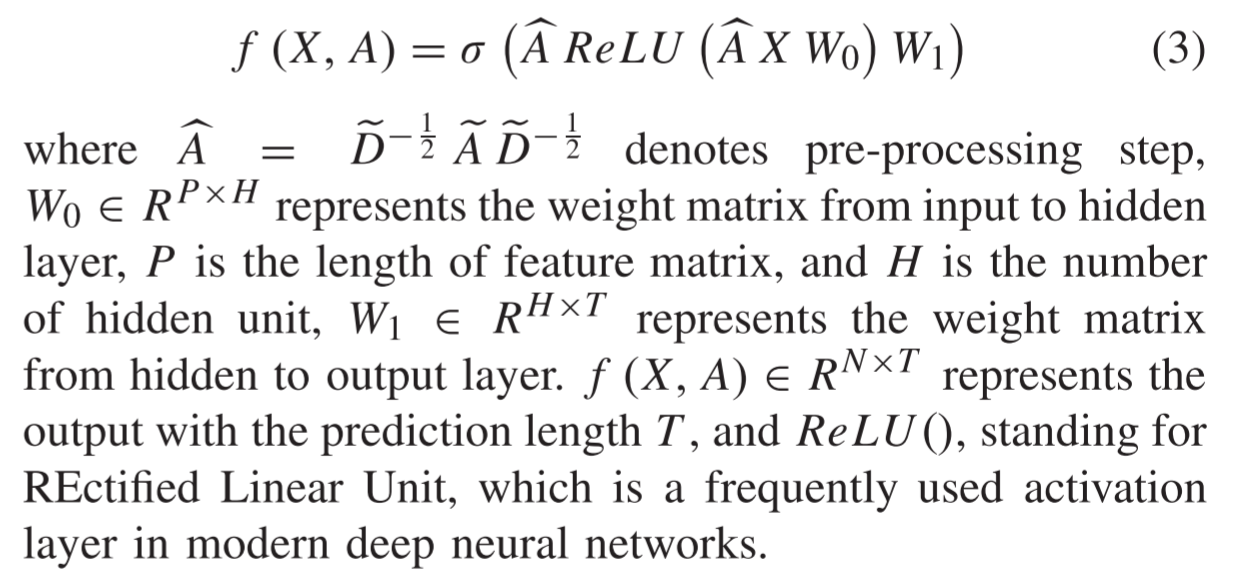 f (X, A) = σ (Â ReLU (Â X W₀) W₁) (3)
where Â = D̃^{-1/2} Ã D̃^{-1/2} denotes pre-processing step,
W₀ ∈ R^{P×H} represents the weight matrix from input to hidden
layer, P is the length of feature matrix, and H is the number
of hidden unit, W₁ ∈ R^{H×T} represents the weight matrix
from hidden to output layer. f (X, A) ∈ R^{N×T} represents the
output with the prediction length T, and ReLU(), standing for
REctified Linear Unit, which is a frequently used activation
layer in modern deep neural networks.